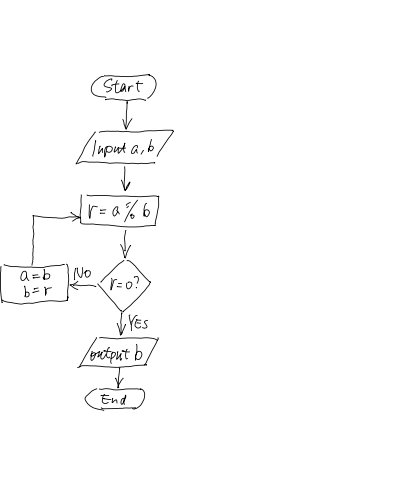 Start
Input a, b
r = a % b
r=0?
NO
a=b
b=r
YES
output b
End